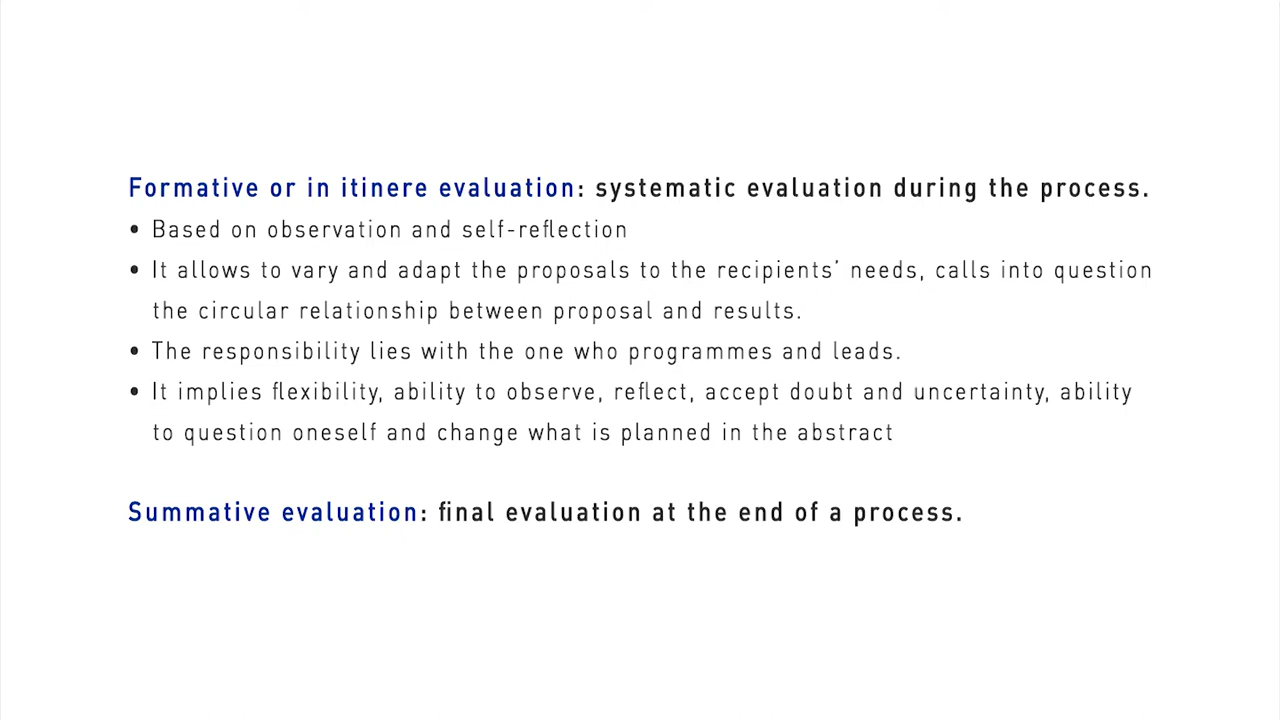 Formative or in itinere evaluation: systematic evaluation during the process.
• Based on observation and self-reflection
• It allows to vary and adapt the proposals to the recipients’ needs, calls into question
the circular relationship between proposal and results.
• The responsibility lies with the one who programmes and leads.
• It implies flexibility, ability to observe, reflect, accept doubt and uncertainty, ability
to question oneself and change what is planned in the abstract
Summative evaluation: final evaluation at the end of a process.